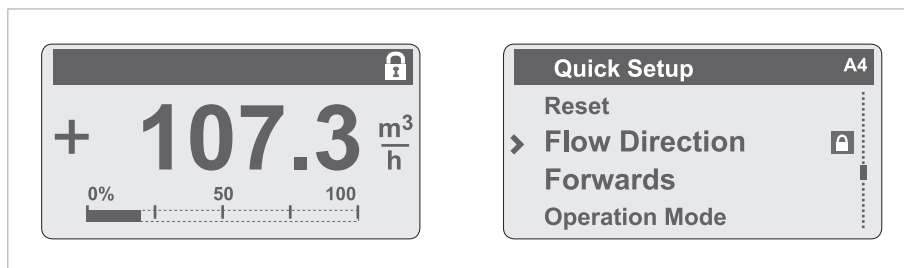 + 107.3 m³/h
0% 50 100
Quick Setup A4
Reset
Flow Direction
Forwards
Operation Mode